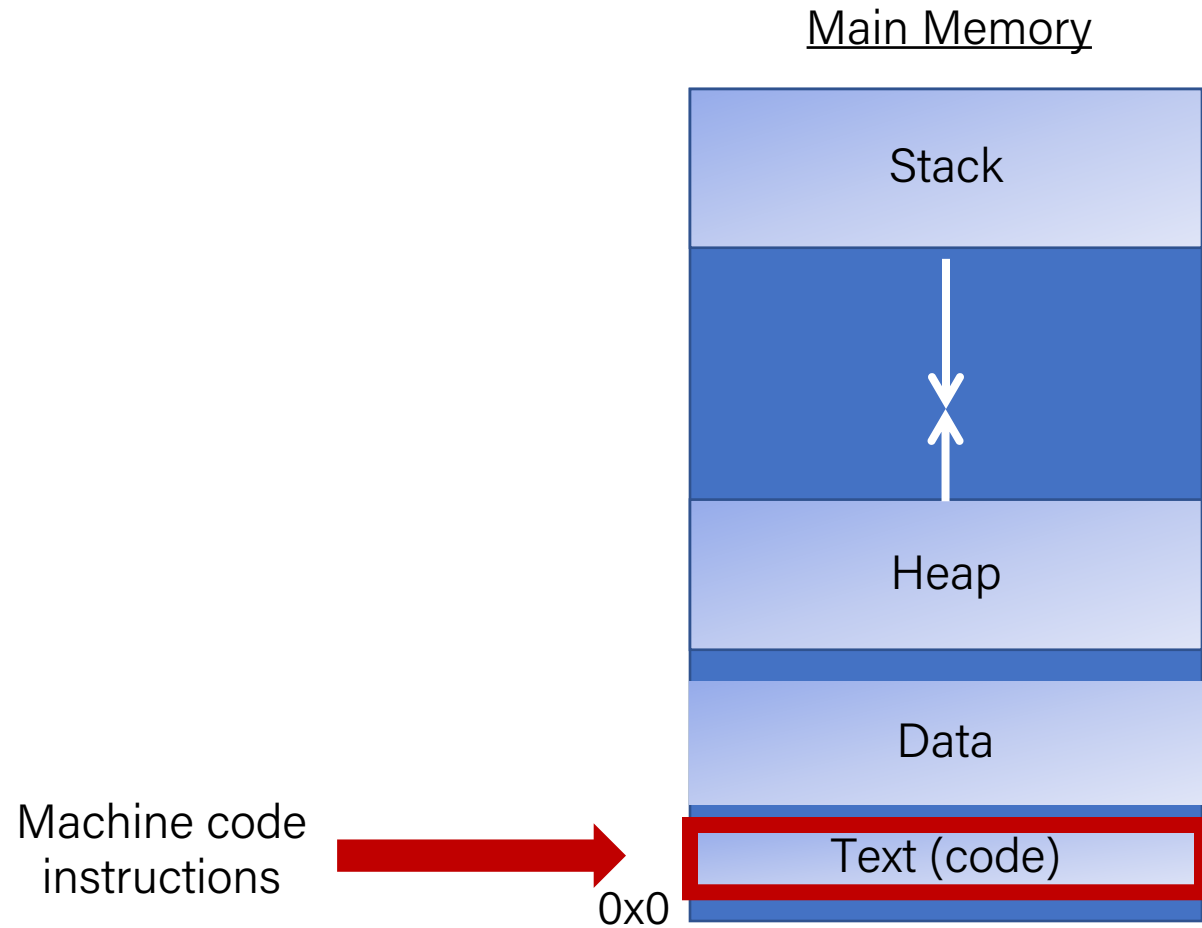 Main Memory
Stack
Heap
Data
Machine code
instructions
Text (code)
0x0